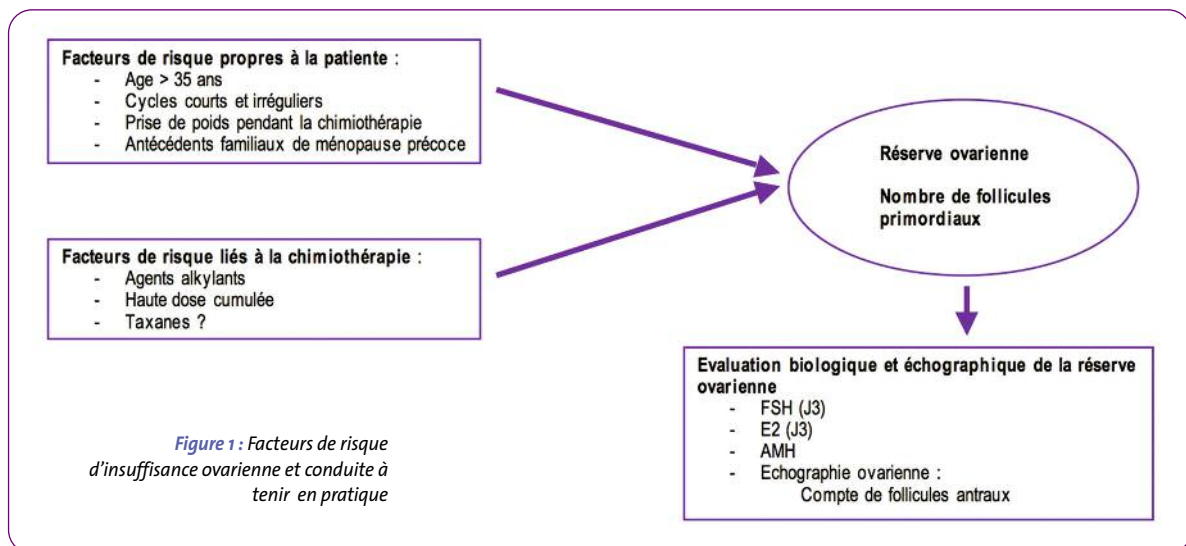 Facteurs de risque propres à la patiente :
- Age > 35 ans
- Cycles courts et irréguliers
- Prise de poids pendant la chimiothérapie
- Antécédents familiaux de ménopause précoce
Facteurs de risque liés à la chimiothérapie :
- Agents alkylants
- Haute dose cumulée
- Taxanes ?
Réserve ovarienne
Nombre de follicules
primordiaux
Evaluation biologique et échographique de la réserve
ovarienne
- FSH (J3)
- E2 (J3)
- AMH
- Echographie ovarienne :
Compte de follicules antraux
Figure 1 : Facteurs de risque
d'insuffisance ovarienne et conduite à
tenir en pratique